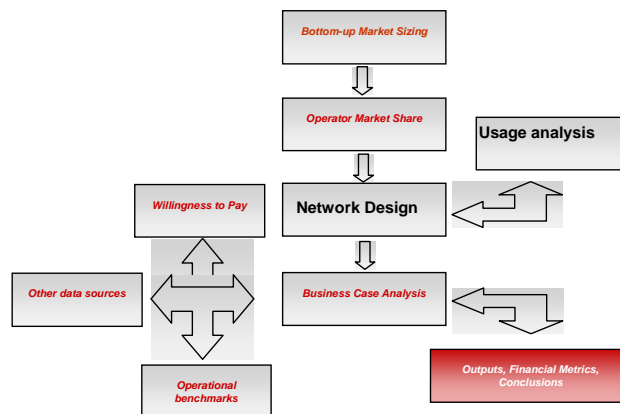 Bottom-up Market Sizing
Operator Market Share
Usage analysis
Willingness to Pay
Network Design
Other data sources
Business Case Analysis
Operational
benchmarks
Outputs, Financial Metrics,
Conclusions